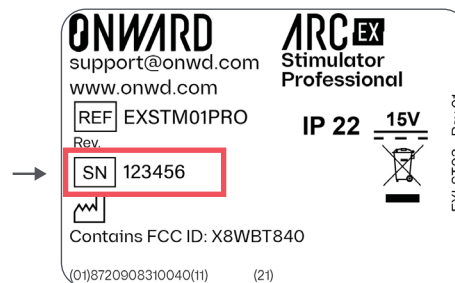 ONWARD
support@onwd.com
www.onwd.com
ARC EX
Stimulator
Professional
REF EXSTM01PRO
Rev.
IP 22
15V
SN 123456
Contains FCC ID: X8WBT840
(01)8720908310040(11) (21)